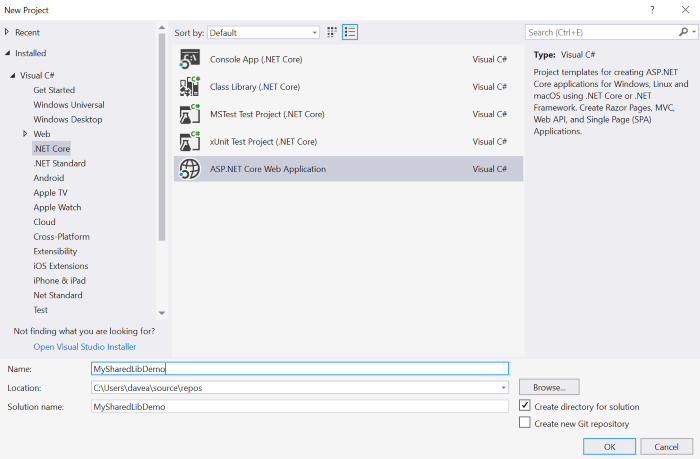 New Project
?
Recent
Installed
Visual C#
Get Started
Windows Universal
Windows Desktop
Web
.NET Core
.NET Standard
Android
Apple TV
Apple Watch
Cloud
Cross-Platform
Extensibility
iOS Extensions
iPhone & iPad
Net Standard
Test
Not finding what you are looking for?
Open Visual Studio Installer
Sort by: Default
Console App (.NET Core) Visual C#
Class Library (.NET Core) Visual C#
MSTest Test Project (.NET Core) Visual C#
xUnit Test Project (.NET Core) Visual C#
ASP.NET Core Web Application Visual C#
Search (Ctrl+E)
Type: Visual C#
Project templates for creating ASP.NET
Core applications for Windows, Linux and
macOS using .NET Core or .NET
Framework. Create Razor Pages, MVC,
Web API, and Single Page (SPA)
Applications.
Name: MySharedLibDemo
Location: C:\Users\davea\source\repos
Browse...
Solution name: MySharedLibDemo
Create directory for solution
Create new Git repository
OK Cancel